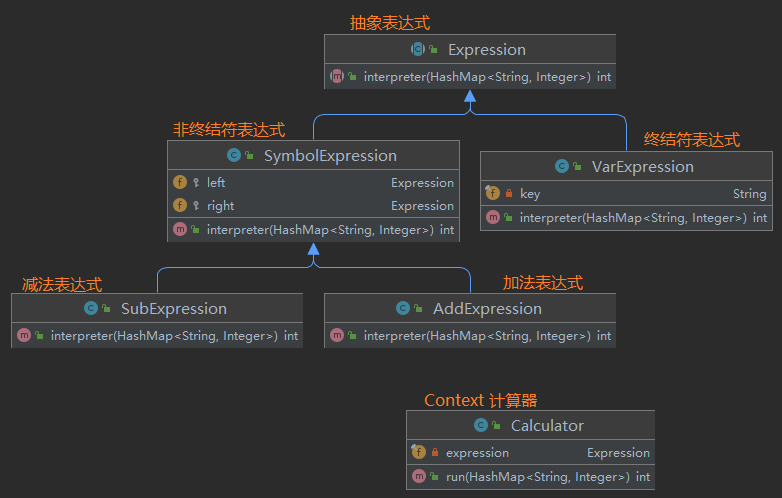 抽象表达式
Expression
interpreter(HashMap<String, Integer>) int
非终结符表达式
SymbolExpression
left Expression
right Expression
interpreter(HashMap<String, Integer>) int
终结符表达式
VarExpression
key String
interpreter(HashMap<String, Integer>) int
减法表达式
SubExpression
interpreter(HashMap<String, Integer>) int
加法表达式
AddExpression
interpreter(HashMap<String, Integer>) int
Context 计算器
Calculator
expression Expression
run(HashMap<String, Integer>) int